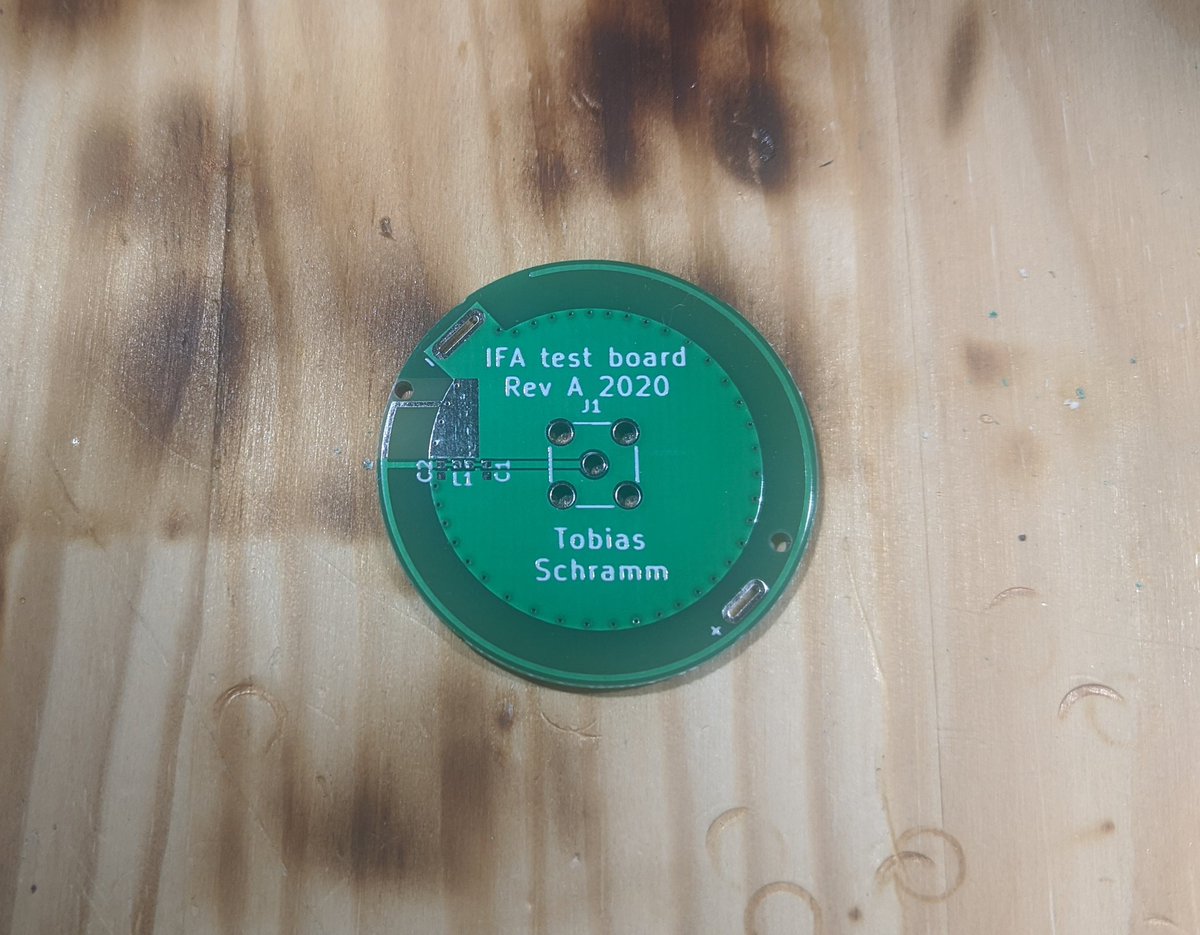 IFA test board
Rev A 2020
J1
C2
L1
C1
Tobias
Schramm
-
+